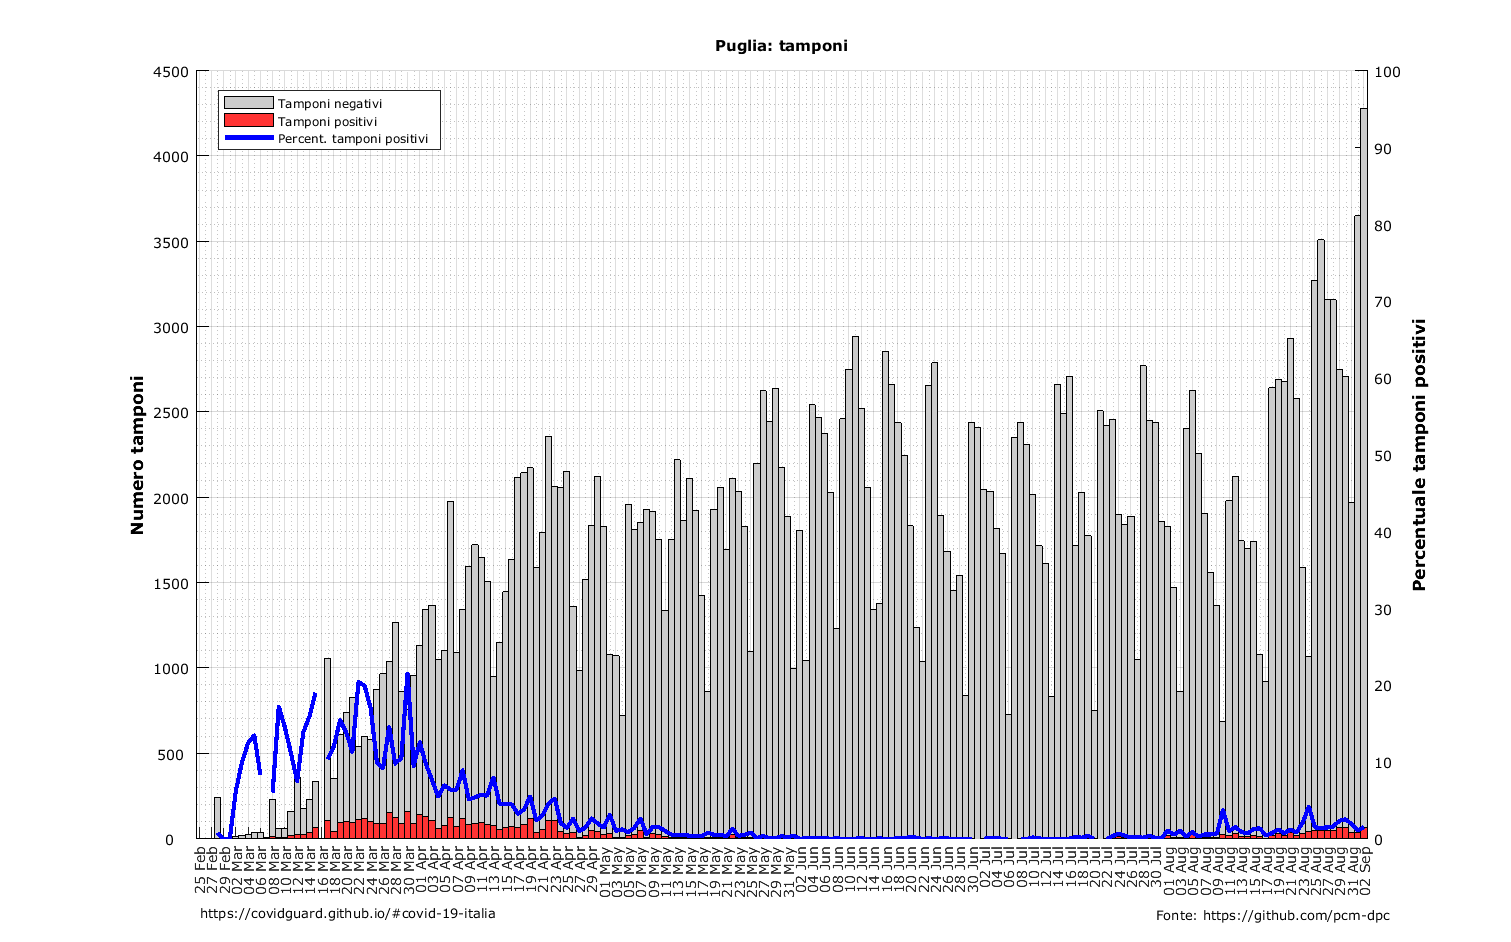 Puglia: tamponi
Tamponi negativi
Tamponi positivi
Percent. tamponi positivi
Numero tamponi
4500
4000
3500
3000
2500
2000
1500
1000
500
0
Percentuale tamponi positivi
100
90
80
70
60
50
40
30
20
10
0
25 Feb
27 Feb
29 Feb
02 Mar
04 Mar
06 Mar
08 Mar
10 Mar
12 Mar
14 Mar
16 Mar
18 Mar
20 Mar
22 Mar
24 Mar
26 Mar
28 Mar
30 Mar
01 Apr
03 Apr
05 Apr
07 Apr
09 Apr
11 Apr
13 Apr
15 Apr
17 Apr
19 Apr
21 Apr
23 Apr
25 Apr
27 Apr
29 Apr
01 May
03 May
05 May
07 May
09 May
11 May
13 May
15 May
17 May
19 May
21 May
23 May
25 May
27 May
29 May
31 May
02 Jun
04 Jun
06 Jun
08 Jun
10 Jun
12 Jun
14 Jun
16 Jun
18 Jun
20 Jun
22 Jun
24 Jun
26 Jun
28 Jun
30 Jun
02 Jul
04 Jul
06 Jul
08 Jul
10 Jul
12 Jul
14 Jul
16 Jul
18 Jul
20 Jul
22 Jul
24 Jul
26 Jul
28 Jul
30 Jul
01 Aug
03 Aug
05 Aug
07 Aug
09 Aug
11 Aug
13 Aug
15 Aug
17 Aug
19 Aug
21 Aug
23 Aug
25 Aug
27 Aug
29 Aug
31 Aug
02 Sep
https://covidguard.github.io/#covid-19-italia
Fonte: https://github.com/pcm-dpc